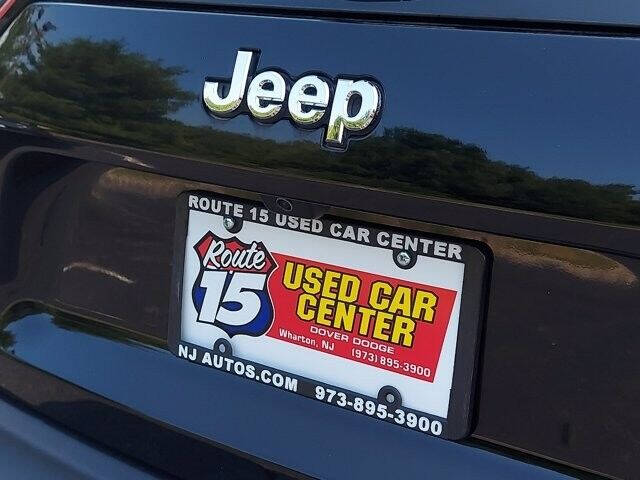 Jeep
ROUTE 15 USED CAR CENTER
Route
15
USED CAR
CENTER
DOVER DODGE
Wharton, NJ (973) 895-3900
NJ AUTOS.COM 973-895-3900